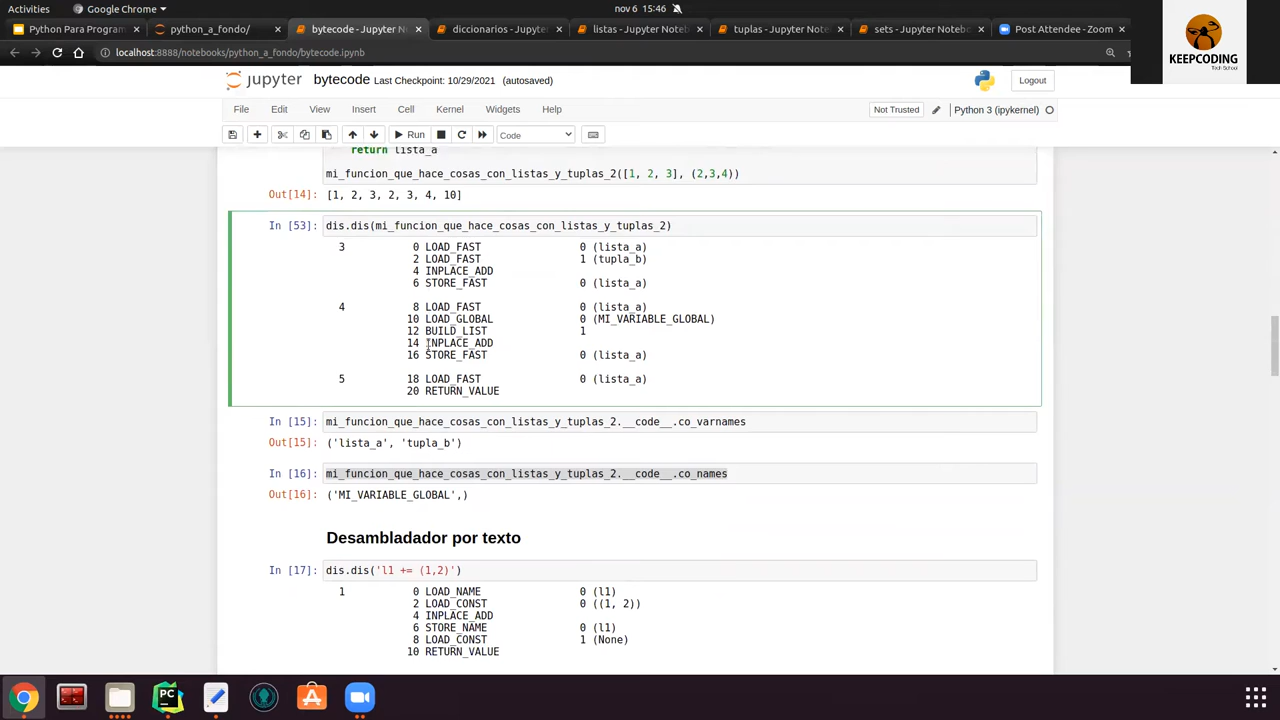 Activities
Google Chrome
nov 6 15:46
Python Para Program
python_a_fondo/
bytecode - Jupyter N
diccionarios - Jupyter
listas - Jupyter Notebo
tuplas - Jupyter Noteb
sets - Jupyter Noteboo
Post Attendee - Zoom
localhost:8888/notebooks/python_a_fondo/bytecode.ipynb
KEEPCODING
Tech School
jupyter bytecode Last Checkpoint: 10/29/2021 (autosaved)
Logout
File Edit View Insert Cell Kernel Widgets Help
Not Trusted
Python 3 (ipykernel)
Run
Code
return lista_a
mi_funcion_que_hace_cosas_con_listas_y_tuplas_2([1, 2, 3], (2,3,4))
Out[14]: [1, 2, 3, 2, 3, 4, 10]
In [53]: dis.dis(mi_funcion_que_hace_cosas_con_listas_y_tuplas_2)
3 0 LOAD_FAST 0 (lista_a)
2 LOAD_FAST 1 (tupla_b)
4 INPLACE_ADD
6 STORE_FAST 0 (lista_a)
4 8 LOAD_FAST 0 (lista_a)
10 LOAD_GLOBAL 0 (MI_VARIABLE_GLOBAL)
12 BUILD_LIST 1
14 INPLACE_ADD
16 STORE_FAST 0 (lista_a)
5 18 LOAD_FAST 0 (lista_a)
20 RETURN_VALUE
In [15]: mi_funcion_que_hace_cosas_con_listas_y_tuplas_2.__code__.co_varnames
Out[15]: ('lista_a', 'tupla_b')
In [16]: mi_funcion_que_hace_cosas_con_listas_y_tuplas_2.__code__.co_names
Out[16]: ('MI_VARIABLE_GLOBAL',)
Desambladador por texto
In [17]: dis.dis('l1 += (1,2)')
1 0 LOAD_NAME 0 (l1)
2 LOAD_CONST 0 ((1, 2))
4 INPLACE_ADD
6 STORE_NAME 0 (l1)
8 LOAD_CONST 1 (None)
10 RETURN_VALUE